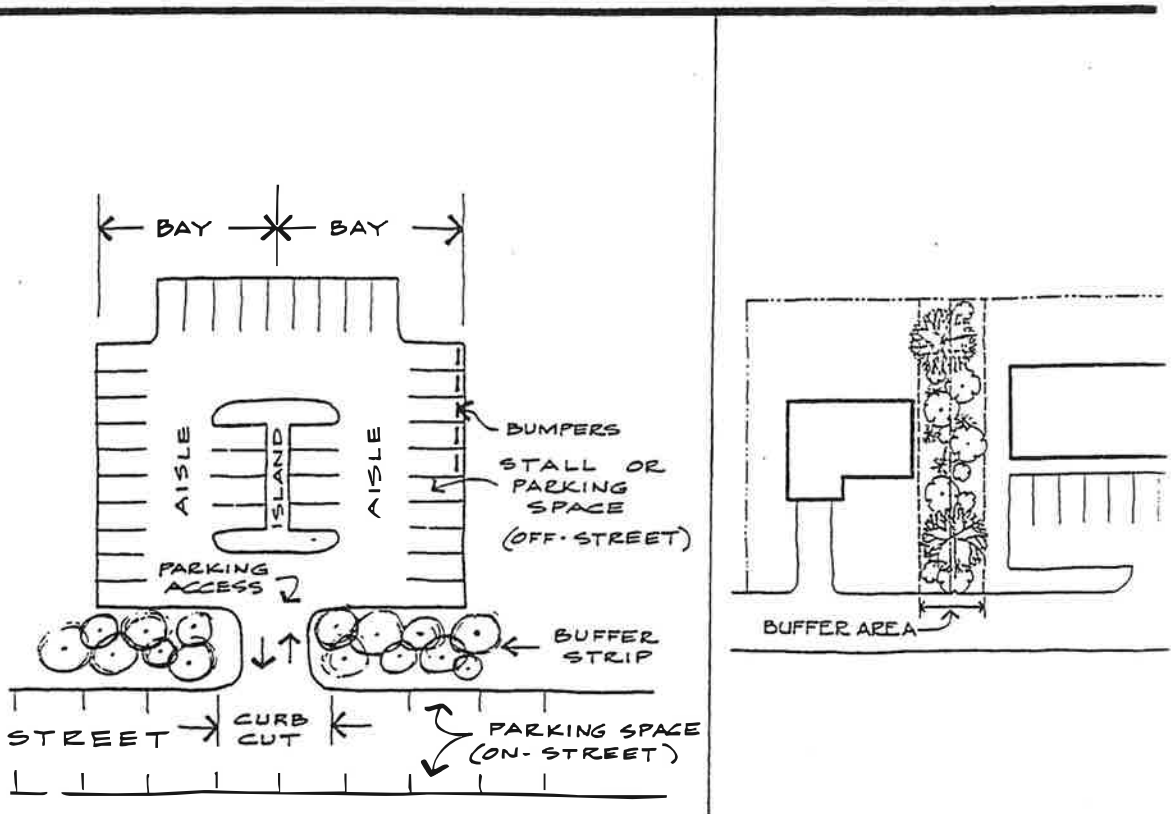 BAY
BAY
AISLE
ISLAND
AISLE
BUMPERS
STALL OR
PARKING
SPACE
(OFF-STREET)
PARKING
ACCESS
BUFFER
STRIP
STREET
CURB
CUT
PARKING SPACE
(ON-STREET)
BUFFER AREA